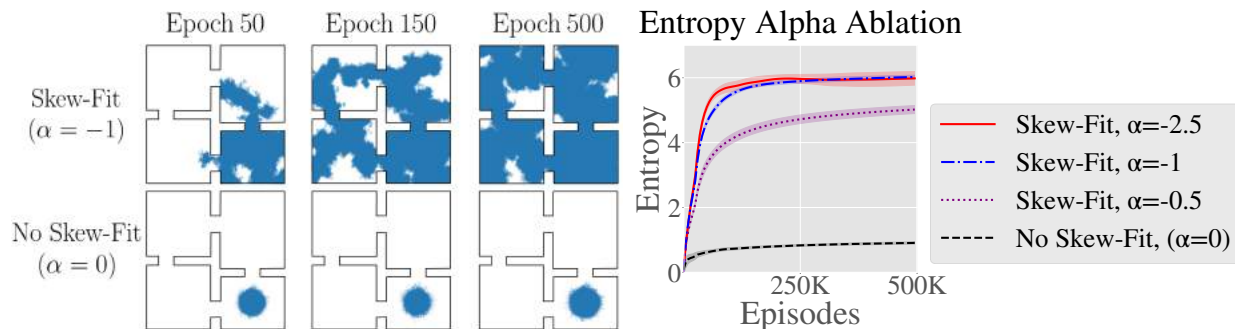 Epoch 50 Epoch 150 Epoch 500
Skew-Fit
(α = −1)
No Skew-Fit
(α = 0)
Entropy Alpha Ablation
Entropy
6
4
2
0
250K 500K
Episodes
Skew-Fit, α=-2.5
Skew-Fit, α=-1
Skew-Fit, α=-0.5
No Skew-Fit, (α=0)